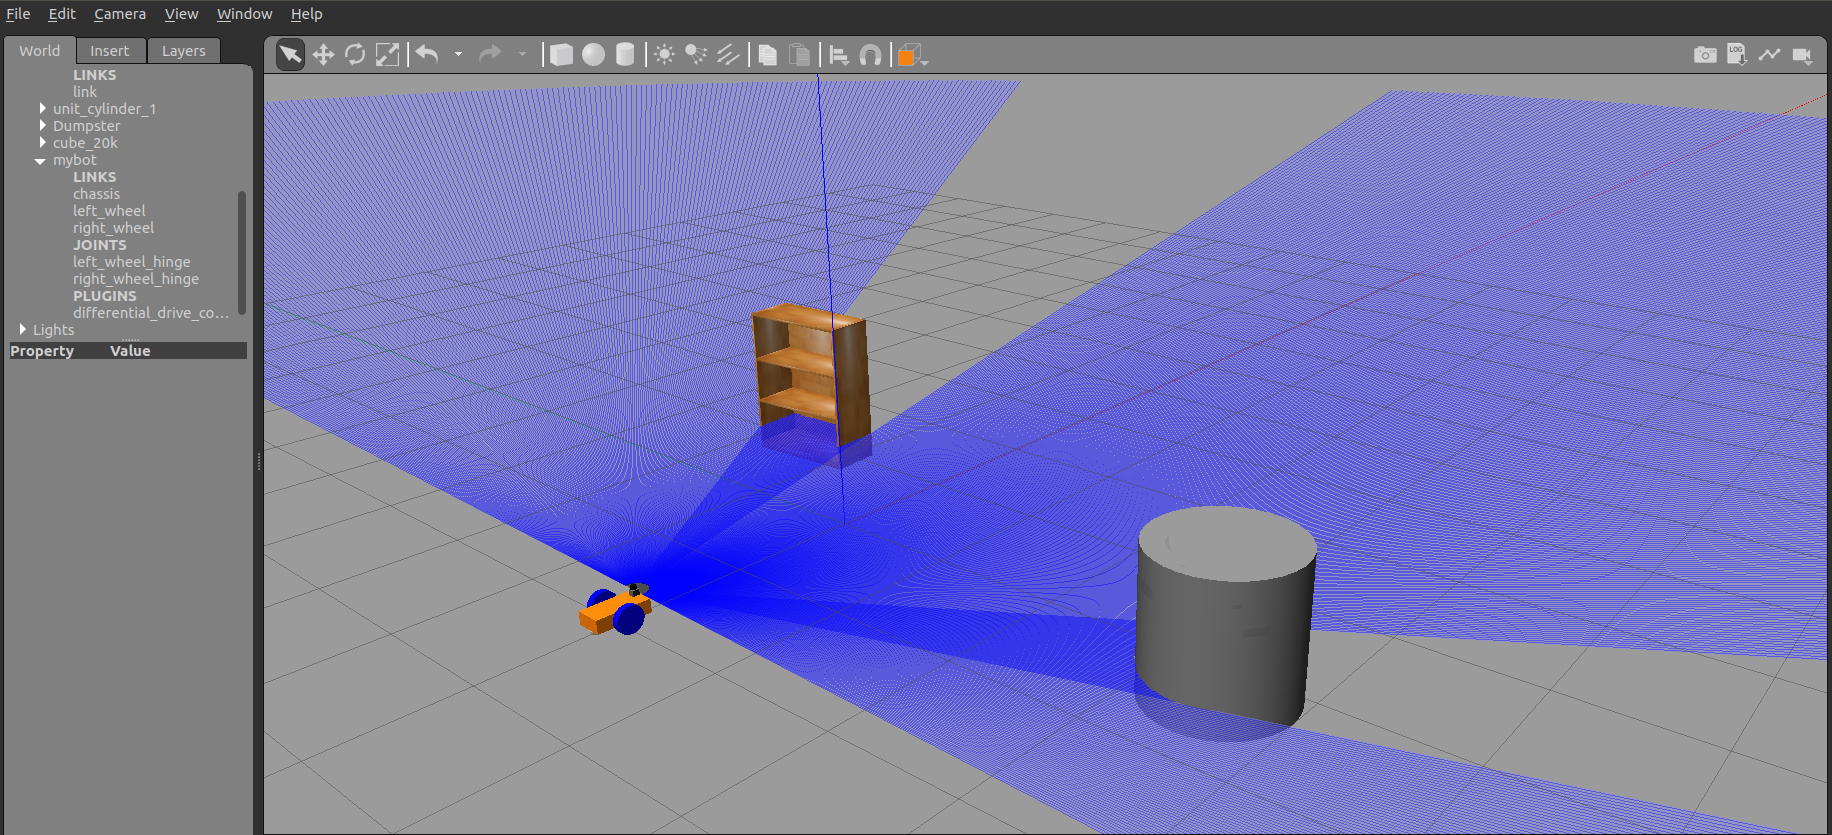 File Edit Camera View Window Help
World Insert Layers
LINKS
link
unit_cylinder_1
Dumpster
cube_20k
mybot
LINKS
chassis
left_wheel
right_wheel
JOINTS
left_wheel_hinge
right_wheel_hinge
PLUGINS
differential_drive_co...
Lights
Property Value
LOG